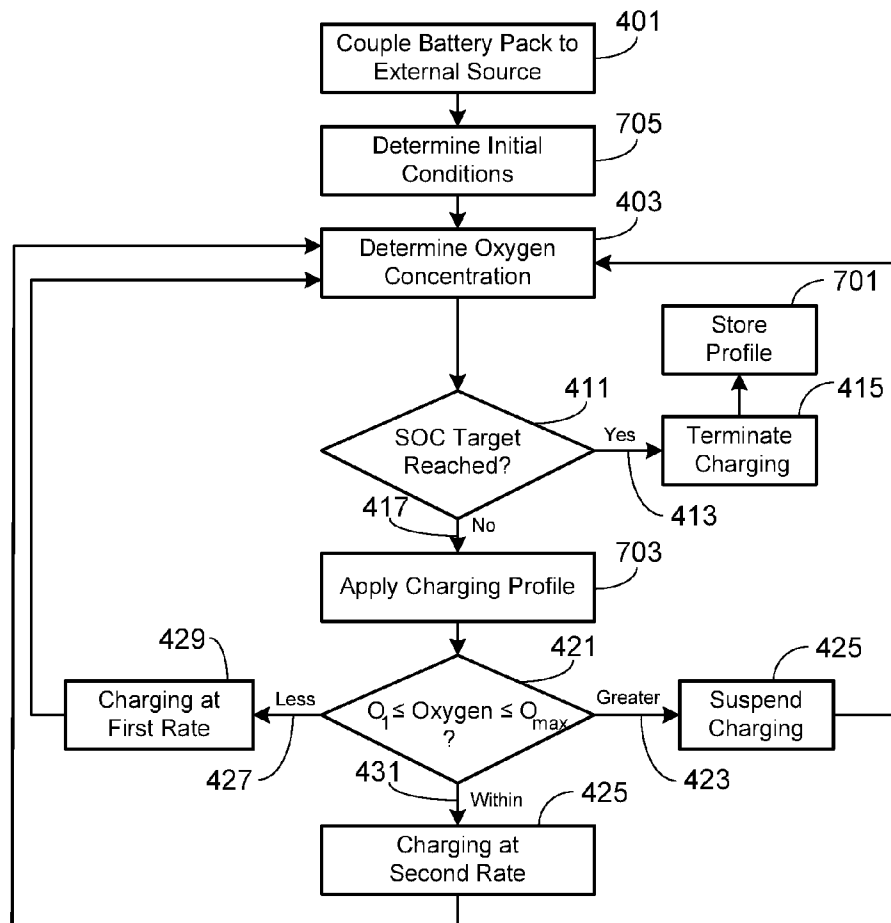 Couple Battery Pack to
External Source
401
Determine Initial
Conditions
705
Determine Oxygen
Concentration
403
Store
Profile
701
SOC Target
Reached?
411
Yes
413
Terminate
Charging
415
417
No
Apply Charging Profile
703
O1 ≤ Oxygen ≤ Omax
?
421
Less
427
Charging at
First Rate
429
Greater
423
Suspend
Charging
425
431
Within
Charging at
Second Rate
425